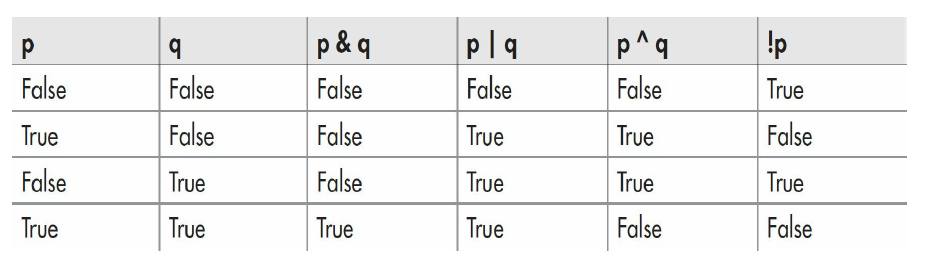 p q p & q p | q p ^ q !p
False False False False False True
True False False True True False
False True False True True True
True True True True False False